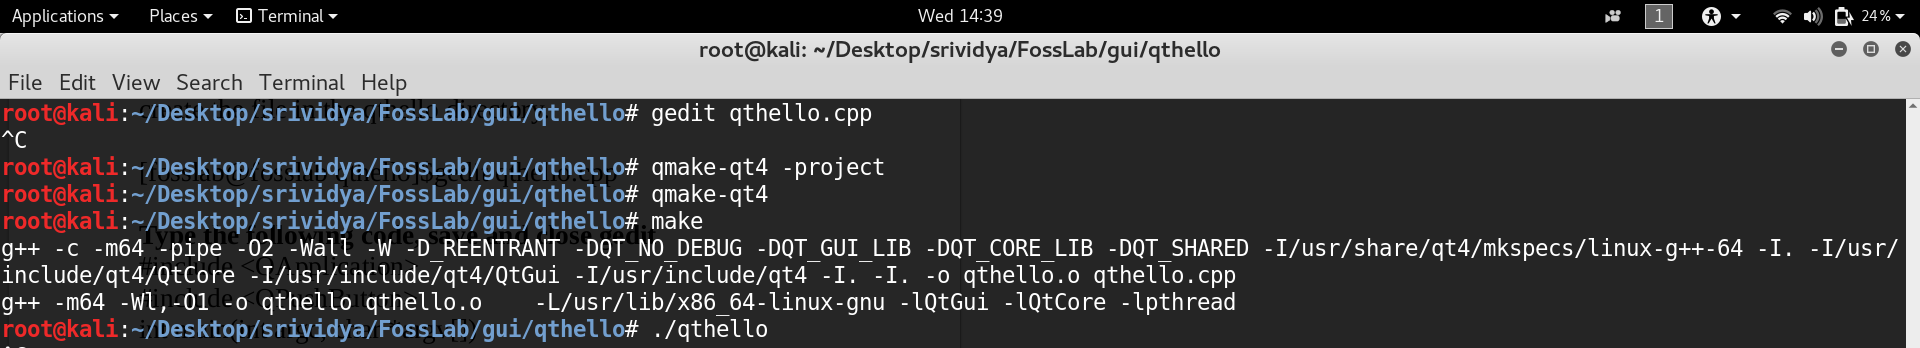 Applications Places Terminal Wed 14:39 1 24%
root@kali: ~/Desktop/srividya/FossLab/gui/qthello
File Edit View Search Terminal Help
root@kali:~/Desktop/srividya/FossLab/gui/qthello# gedit qthello.cpp
^C
root@kali:~/Desktop/srividya/FossLab/gui/qthello# qmake-qt4 -project
root@kali:~/Desktop/srividya/FossLab/gui/qthello# qmake-qt4
root@kali:~/Desktop/srividya/FossLab/gui/qthello# make
g++ -c -m64 -pipe -O2 -Wall -W -D_REENTRANT -DQT_NO_DEBUG -DQT_GUI_LIB -DQT_CORE_LIB -DQT_SHARED -I/usr/share/qt4/mkspecs/linux-g++-64 -I. -I/usr/
include/qt4/QtCore -I/usr/include/qt4/QtGui -I/usr/include/qt4 -I. -I. -o qthello.o qthello.cpp
g++ -m64 -Wl,-O1 -o qthello qthello.o    -L/usr/lib/x86_64-linux-gnu -lQtGui -lQtCore -lpthread
root@kali:~/Desktop/srividya/FossLab/gui/qthello# ./qthello